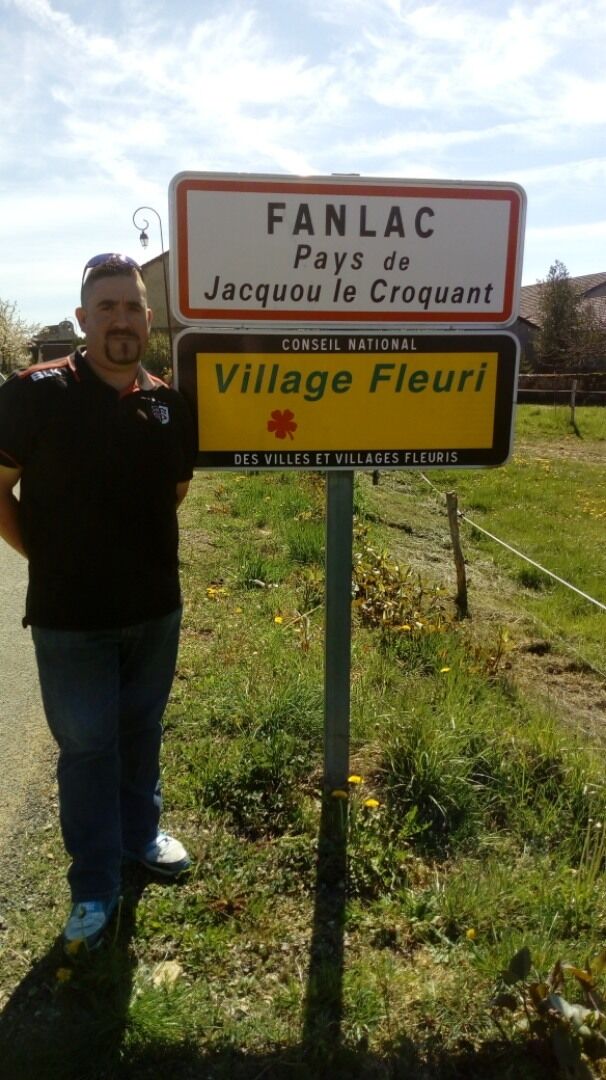 FANLAC
Pays de
Jacquou le Croquant
CONSEIL NATIONAL
Village Fleuri
DES VILLES ET VILLAGES FLEURIS